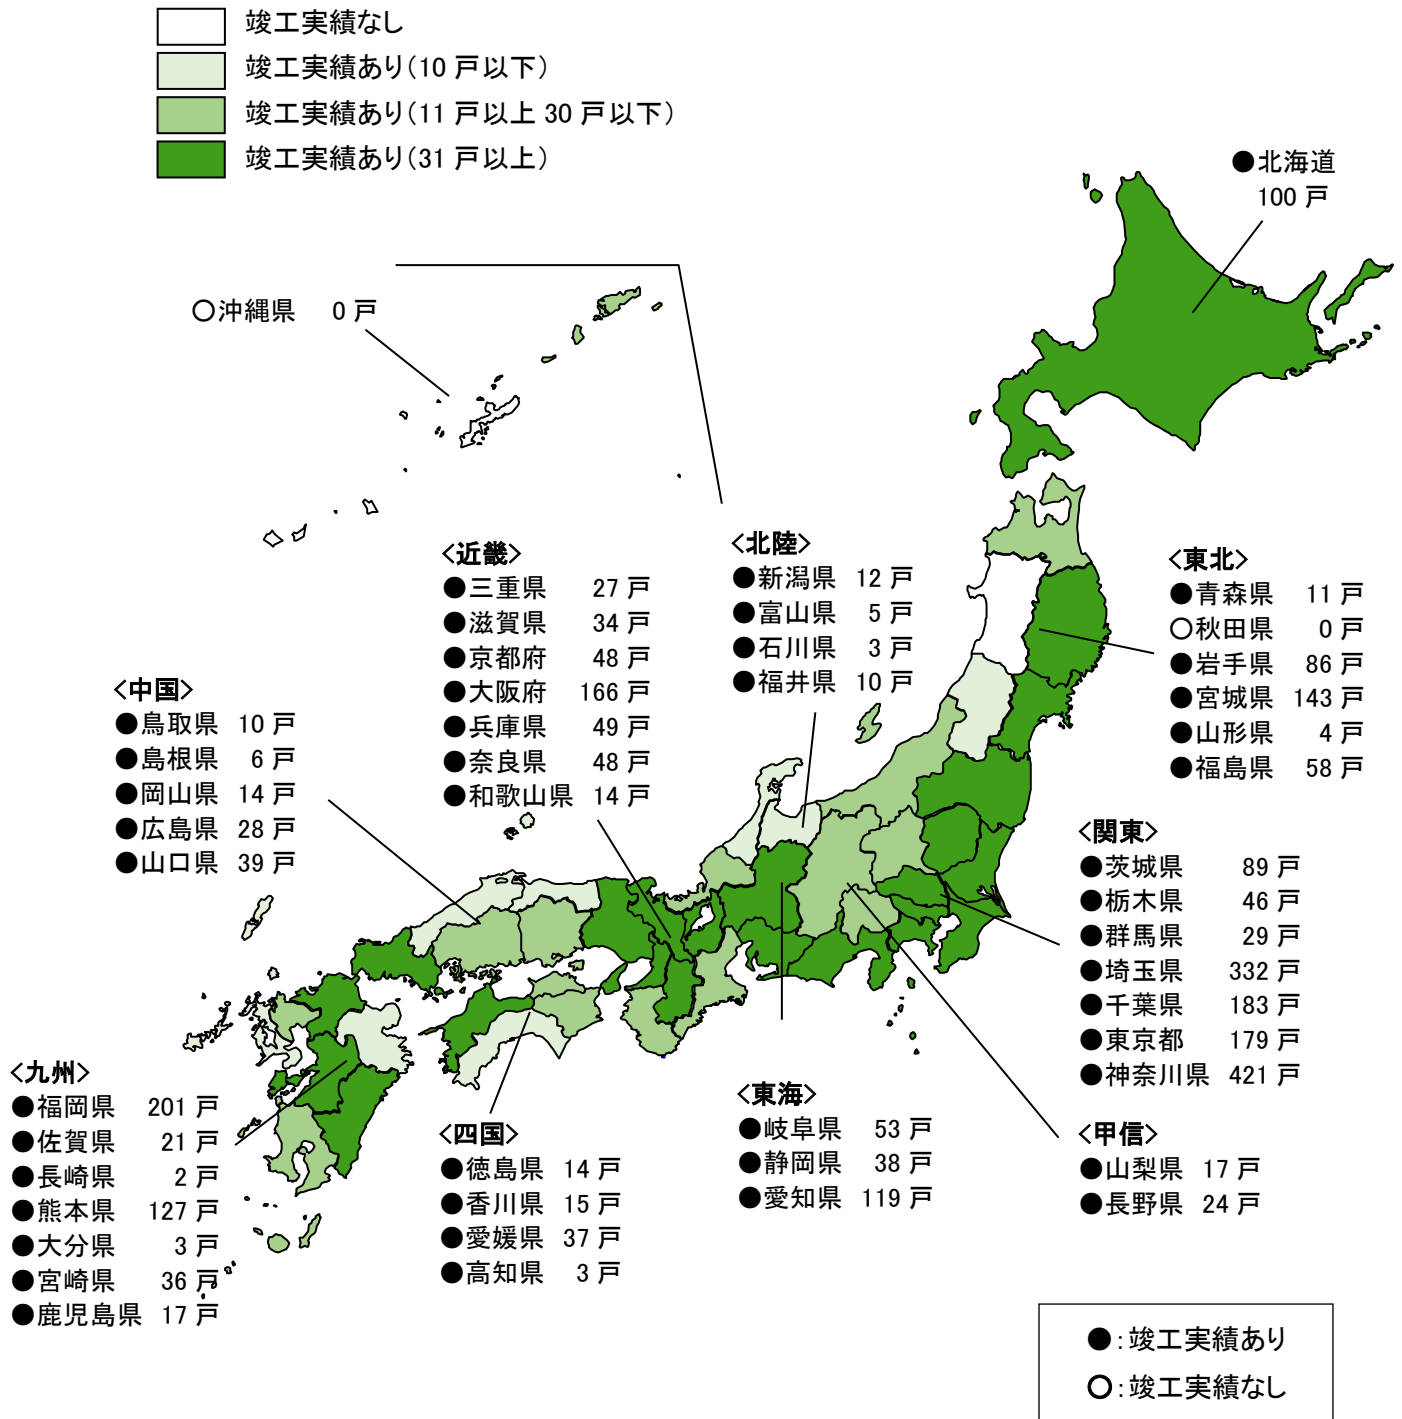 竣工実績なし
竣工実績あり(10 戸以下)
竣工実績あり(11 戸以上 30 戸以下)
竣工実績あり(31 戸以上)
●北海道
100 戸
○沖縄県 0 戸
<近畿>
●三重県 27 戸
●滋賀県 34 戸
●京都府 48 戸
●大阪府 166 戸
●兵庫県 49 戸
●奈良県 48 戸
●和歌山県 14 戸
<北陸>
●新潟県 12 戸
●富山県 5 戸
●石川県 3 戸
●福井県 10 戸
<東北>
●青森県 11 戸
○秋田県 0 戸
●岩手県 86 戸
●宮城県 143 戸
●山形県 4 戸
●福島県 58 戸
<中国>
●鳥取県 10 戸
●島根県 6 戸
●岡山県 14 戸
●広島県 28 戸
●山口県 39 戸
<関東>
●茨城県 89 戸
●栃木県 46 戸
●群馬県 29 戸
●埼玉県 332 戸
●千葉県 183 戸
●東京都 179 戸
●神奈川県 421 戸
<九州>
●福岡県 201 戸
●佐賀県 21 戸
●長崎県 2 戸
●熊本県 127 戸
●大分県 3 戸
●宮崎県 36 戸
●鹿児島県 17 戸
<四国>
●徳島県 14 戸
●香川県 15 戸
●愛媛県 37 戸
●高知県 3 戸
<東海>
●岐阜県 53 戸
●静岡県 38 戸
●愛知県 119 戸
<甲信>
●山梨県 17 戸
●長野県 24 戸
●:竣工実績あり
○:竣工実績なし